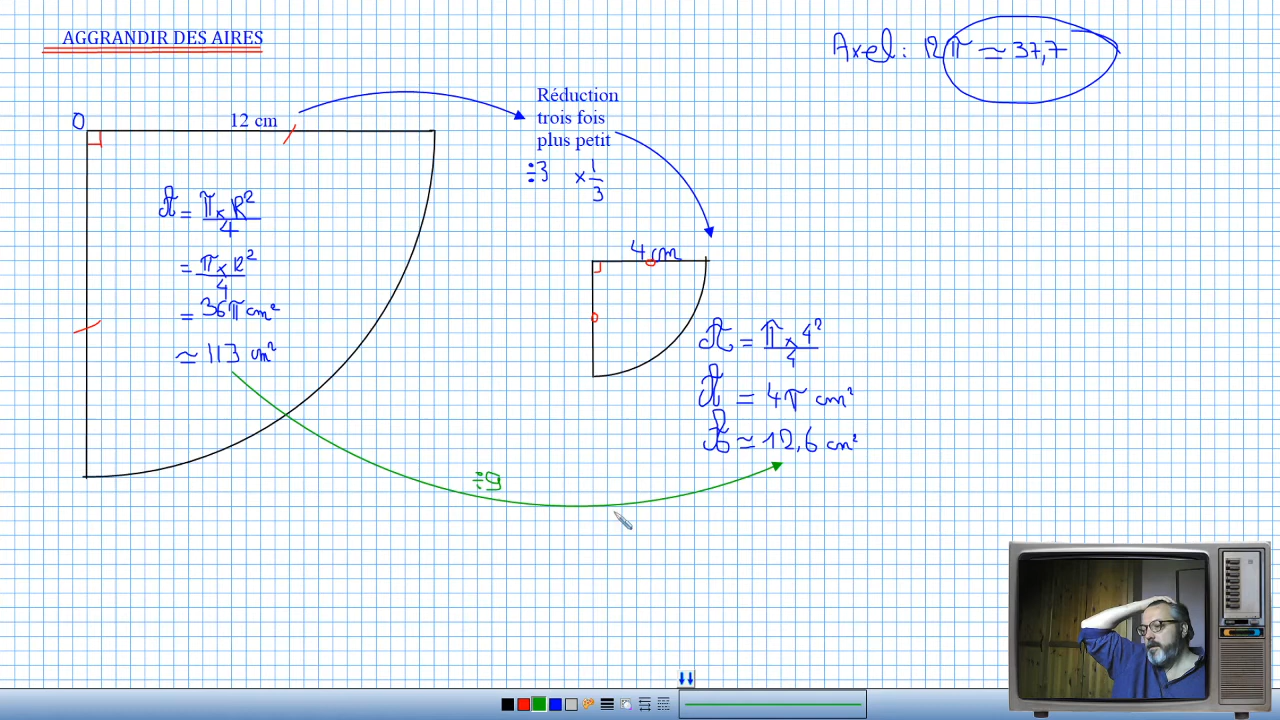 AGGRANDIR DES AIRES
Axel: 12π ≃ 37,7
O
12 cm
Réduction
trois fois
plus petit
÷3 ×1/3
A = π×R²/4
= π×R²/4
= 36π cm²
≃ 113 cm²
4 cm
A = π×4²/4
A = 4π cm²
A ≃ 12,6 cm²
÷9